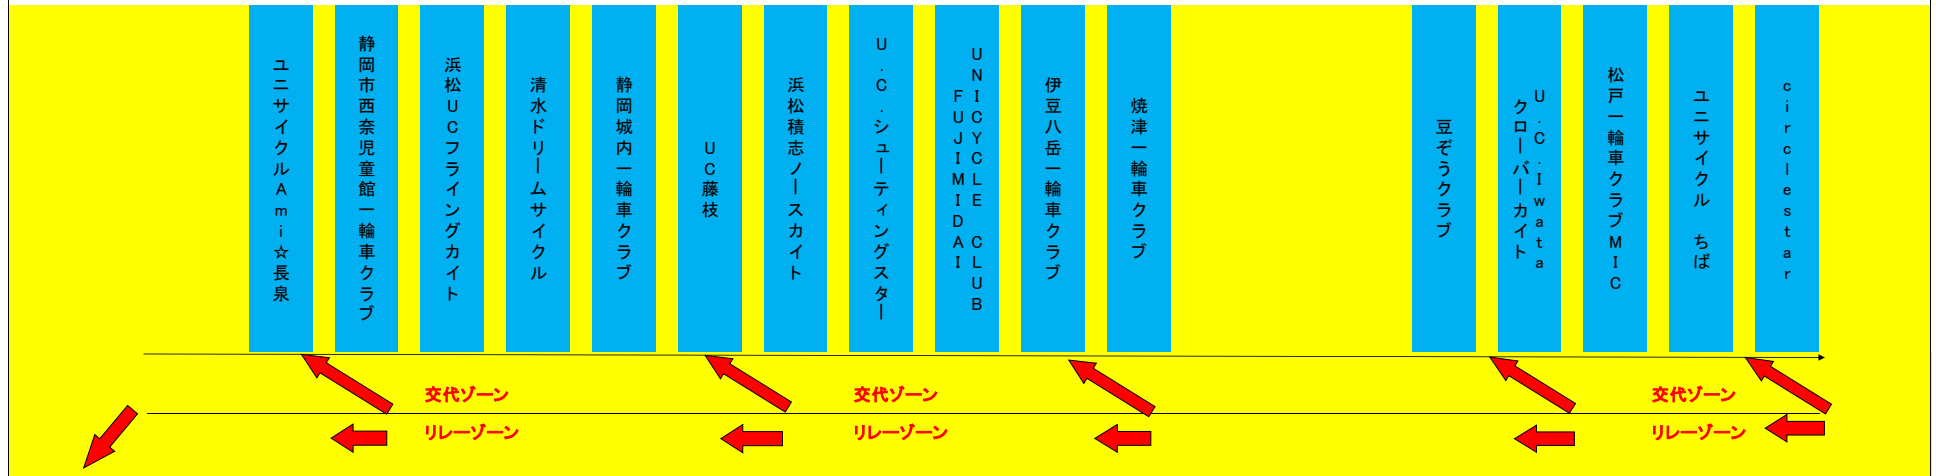 ユニサイクルAmi☆長泉
静岡市西奈児童館一輪車クラブ
浜松UCフライングカイト
清水ドリームサイクル
静岡城内一輪車クラブ
UC藤枝
浜松積志ノースカイト
U.C.シューティングスター
UNICYCLE CLUB
FUJIMIDAI
伊豆八岳一輪車クラブ
焼津一輪車クラブ
豆ぞうクラブ
U.C.Iwata
クローバーカイト
松戸一輪車クラブMIC
ユニサイクル ちば
circlestar
交代ゾーン
交代ゾーン
交代ゾーン
リレーゾーン
リレーゾーン
リレーゾーン